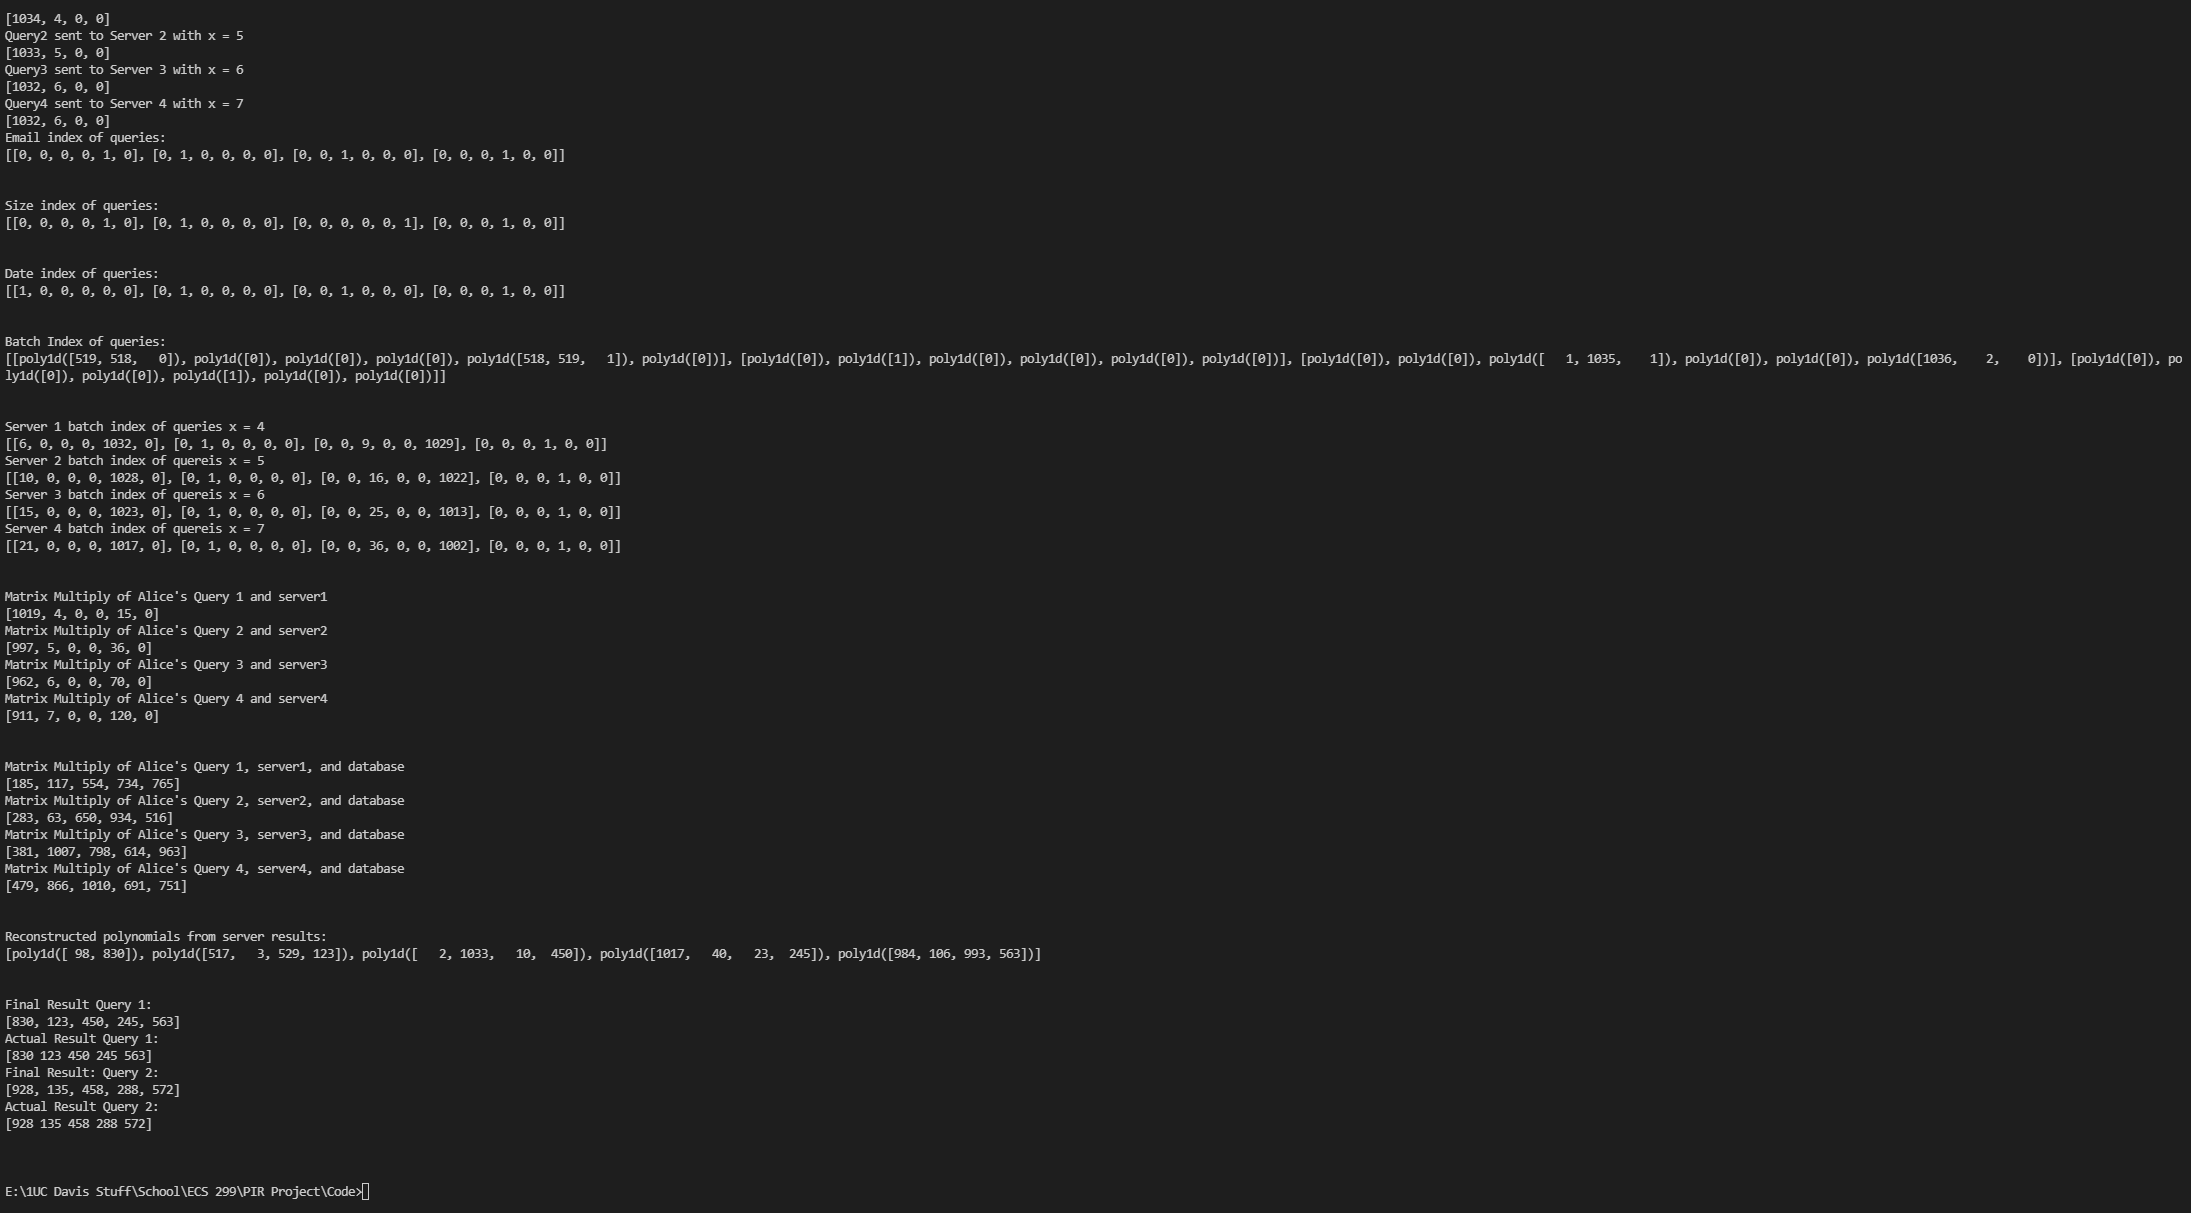 [1034, 4, 0, 0]
Query2 sent to Server 2 with x = 5
[1033, 5, 0, 0]
Query3 sent to Server 3 with x = 6
[1032, 6, 0, 0]
Query4 sent to Server 4 with x = 7
[1032, 6, 0, 0]
Email index of queries:
[[0, 0, 0, 0, 1, 0], [0, 1, 0, 0, 0, 0], [0, 0, 1, 0, 0, 0], [0, 0, 0, 1, 0, 0]]
Size index of queries:
[[0, 0, 0, 0, 1, 0], [0, 1, 0, 0, 0, 0], [0, 0, 0, 0, 0, 1], [0, 0, 0, 1, 0, 0]]
Date index of queries:
[[1, 0, 0, 0, 0, 0], [0, 1, 0, 0, 0, 0], [0, 0, 1, 0, 0, 0], [0, 0, 0, 1, 0, 0]]
Batch Index of queries:
[[poly1d([519, 518,   0]), poly1d([0]), poly1d([0]), poly1d([0]), poly1d([518, 519,   1]), poly1d([0])], [poly1d([0]), poly1d([1]), poly1d([0]), poly1d([0]), poly1d([0]), poly1d([0])], [poly1d([0]), poly1d([0]), poly1d([   1, 1035,    1]), poly1d([0]), poly1d([0]), poly1d([1036,    2,    0])], [poly1d([0]), po
ly1d([0]), poly1d([0]), poly1d([1]), poly1d([0]), poly1d([0])]]
Server 1 batch index of queries x = 4
[[6, 0, 0, 0, 1032, 0], [0, 1, 0, 0, 0, 0], [0, 0, 9, 0, 0, 1029], [0, 0, 0, 1, 0, 0]]
Server 2 batch index of quereis x = 5
[[10, 0, 0, 0, 1028, 0], [0, 1, 0, 0, 0, 0], [0, 0, 16, 0, 0, 1022], [0, 0, 0, 1, 0, 0]]
Server 3 batch index of quereis x = 6
[[15, 0, 0, 0, 1023, 0], [0, 1, 0, 0, 0, 0], [0, 0, 25, 0, 0, 1013], [0, 0, 0, 1, 0, 0]]
Server 4 batch index of quereis x = 7
[[21, 0, 0, 0, 1017, 0], [0, 1, 0, 0, 0, 0], [0, 0, 36, 0, 0, 1002], [0, 0, 0, 1, 0, 0]]
Matrix Multiply of Alice's Query 1 and server1
[1019, 4, 0, 0, 15, 0]
Matrix Multiply of Alice's Query 2 and server2
[997, 5, 0, 0, 36, 0]
Matrix Multiply of Alice's Query 3 and server3
[962, 6, 0, 0, 70, 0]
Matrix Multiply of Alice's Query 4 and server4
[911, 7, 0, 0, 120, 0]
Matrix Multiply of Alice's Query 1, server1, and database
[185, 117, 554, 734, 765]
Matrix Multiply of Alice's Query 2, server2, and database
[283, 63, 650, 934, 516]
Matrix Multiply of Alice's Query 3, server3, and database
[381, 1007, 798, 614, 963]
Matrix Multiply of Alice's Query 4, server4, and database
[479, 866, 1010, 691, 751]
Reconstructed polynomials from server results:
[poly1d([ 98, 830]), poly1d([517,   3, 529, 123]), poly1d([   2, 1033,   10,  450]), poly1d([1017,   40,   23,  245]), poly1d([984, 106, 993, 563])]
Final Result Query 1:
[830, 123, 450, 245, 563]
Actual Result Query 1:
[830 123 450 245 563]
Final Result: Query 2:
[928, 135, 458, 288, 572]
Actual Result Query 2:
[928 135 458 288 572]
E:\1UC Davis Stuff\School\ECS 299\PIR Project\Code>